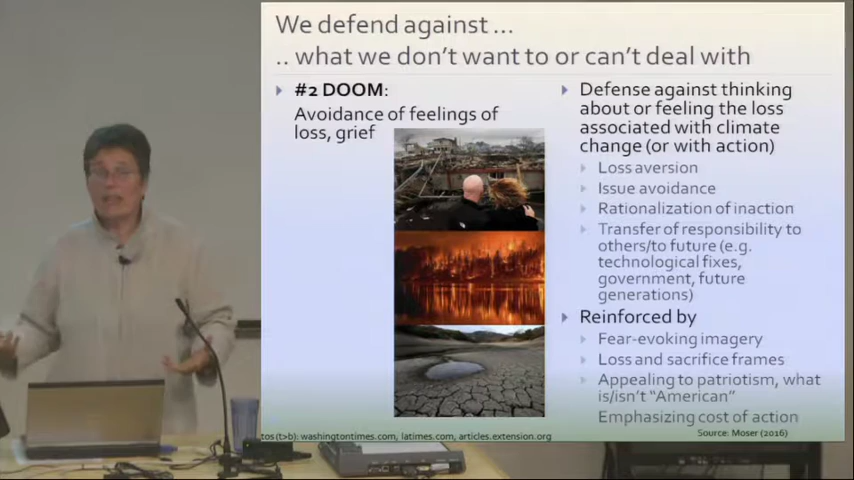 We defend against ...
.. what we don't want to or can't deal with
#2 DOOM:
Avoidance of feelings of
loss, grief
Defense against thinking
about or feeling the loss
associated with climate
change (or with action)
Loss aversion
Issue avoidance
Rationalization of inaction
Transfer of responsibility to
others/to future (e.g.
technological fixes,
government, future
generations)
Reinforced by
Fear-evoking imagery
Loss and sacrifice frames
Appealing to patriotism, what
is/isn't "American"
Emphasizing cost of action
tos (t>b): washingtontimes.com, latimes.com, articles.extension.org
Source: Moser (2016)